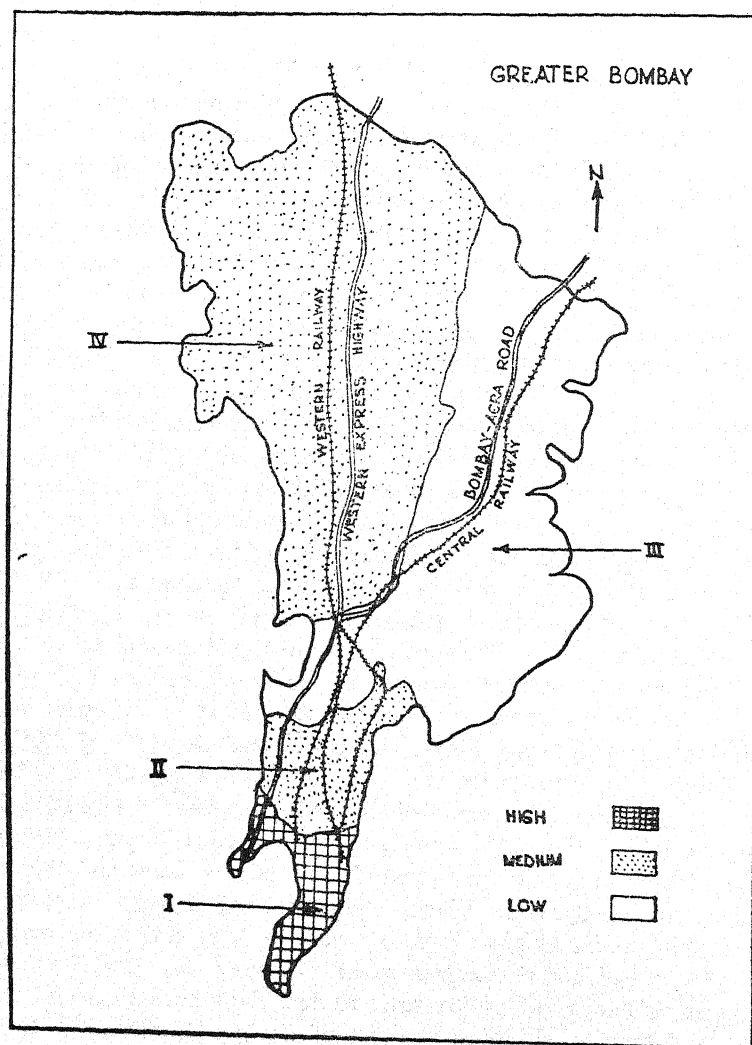 GREATER BOMBAY
N
IV
WESTERN RAILWAY
WESTERN EXPRESS HIGHWAY
BOMBAY-AGRA ROAD
CENTRAL RAILWAY
III
II
I
HIGH
MEDIUM
LOW